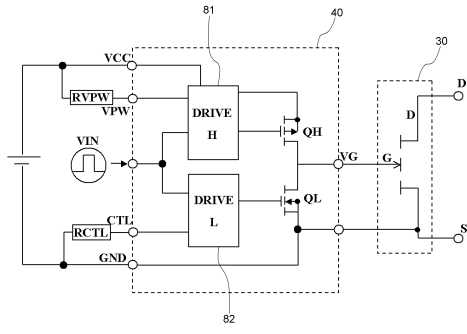 81
40
30
VCC
RVPW
VPW
DRIVE
H
QH
D
D
VIN
VG
G
DRIVE
L
QL
CTL
RCTL
S
GND
82